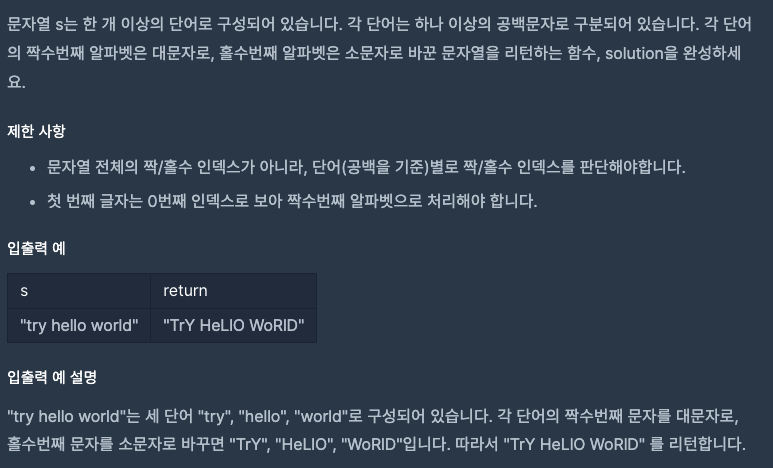 문자열 s는 한 개 이상의 단어로 구성되어 있습니다. 각 단어는 하나 이상의 공백문자로 구분되어 있습니다. 각 단어
의 짝수번째 알파벳은 대문자로, 홀수번째 알파벳은 소문자로 바꾼 문자열을 리턴하는 함수, solution을 완성하세
요.
제한 사항
• 문자열 전체의 짝/홀수 인덱스가 아니라, 단어(공백을 기준)별로 짝/홀수 인덱스를 판단해야합니다.
• 첫 번째 글자는 0번째 인덱스로 보아 짝수번째 알파벳으로 처리해야 합니다.
입출력 예
s return
"try hello world" "TrY HeLlO WoRlD"
입출력 예 설명
"try hello world"는 세 단어 "try", "hello", "world"로 구성되어 있습니다. 각 단어의 짝수번째 문자를 대문자로,
홀수번째 문자를 소문자로 바꾸면 "TrY", "HeLlO", "WoRlD"입니다. 따라서 "TrY HeLlO WoRlD" 를 리턴합니다.